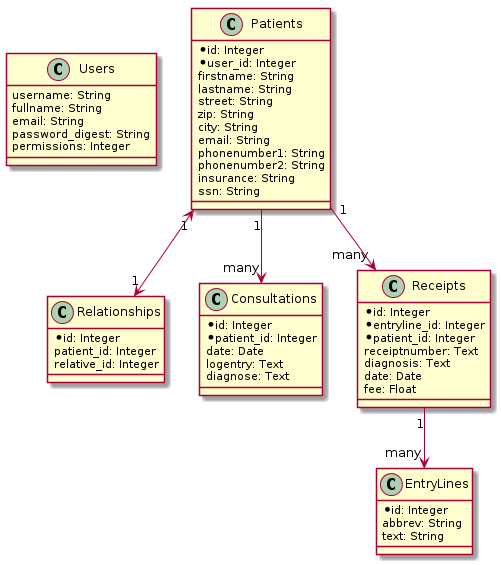 C Patients
*id: Integer
*user_id: Integer
firstname: String
lastname: String
street: String
zip: String
city: String
email: String
phonenumber1: String
phonenumber2: String
insurance: String
ssn: String
C Users
username: String
fullname: String
email: String
password_digest: String
permissions: Integer
1
1
1
1
many
many
C Relationships
*id: Integer
patient_id: Integer
relative_id: Integer
C Consultations
*id: Integer
*patient_id: Integer
date: Date
logentry: Text
diagnose: Text
C Receipts
*id: Integer
*entryline_id: Integer
*patient_id: Integer
receiptnumber: Text
diagnosis: Text
date: Date
fee: Float
1
many
C EntryLines
*id: Integer
abbrev: String
text: String